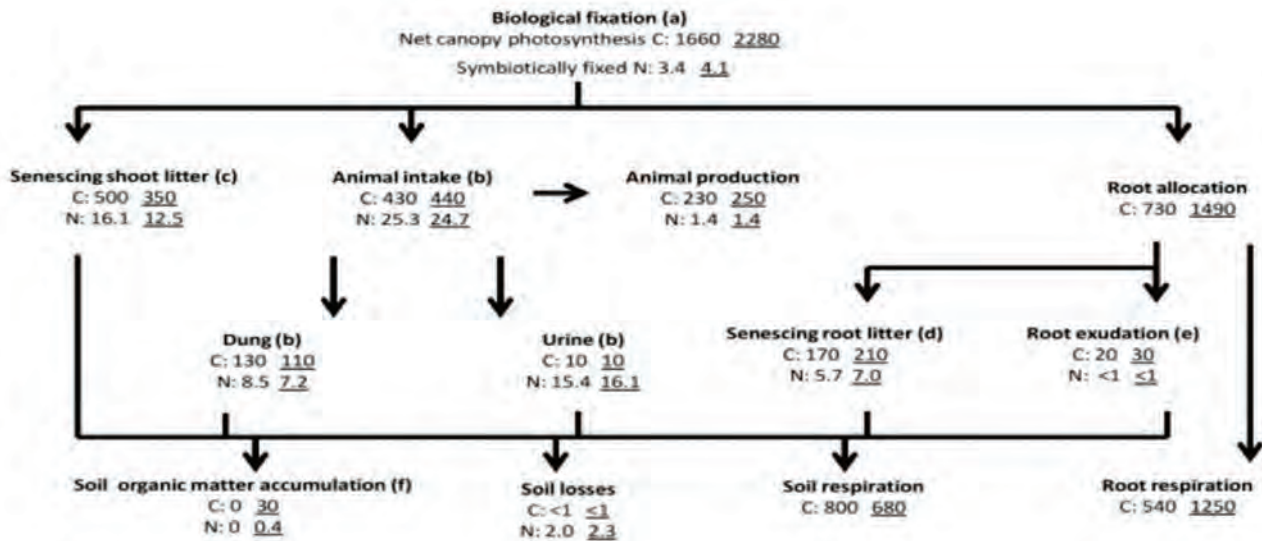 Biological fixation (a)
Net canopy photosynthesis C: 1660 2280
Symbiotically fixed N: 3.4 4.1
Senescing shoot litter (c)
C: 500 350
N: 16.1 12.5
Animal intake (b)
C: 430 440
N: 25.3 24.7
Animal production
C: 230 250
N: 1.4 1.4
Root allocation
C: 730 1490
Dung (b)
C: 130 110
N: 8.5 7.2
Urine (b)
C: 10 10
N: 15.4 16.1
Senescing root litter (d)
C: 170 210
N: 5.7 7.0
Root exudation (e)
C: 20 30
N: <1 <1
Soil organic matter accumulation (f)
C: 0 30
N: 0 0.4
Soil losses
C: <1 <1
N: 2.0 2.3
Soil respiration
C: 800 680
Root respiration
C: 540 1250